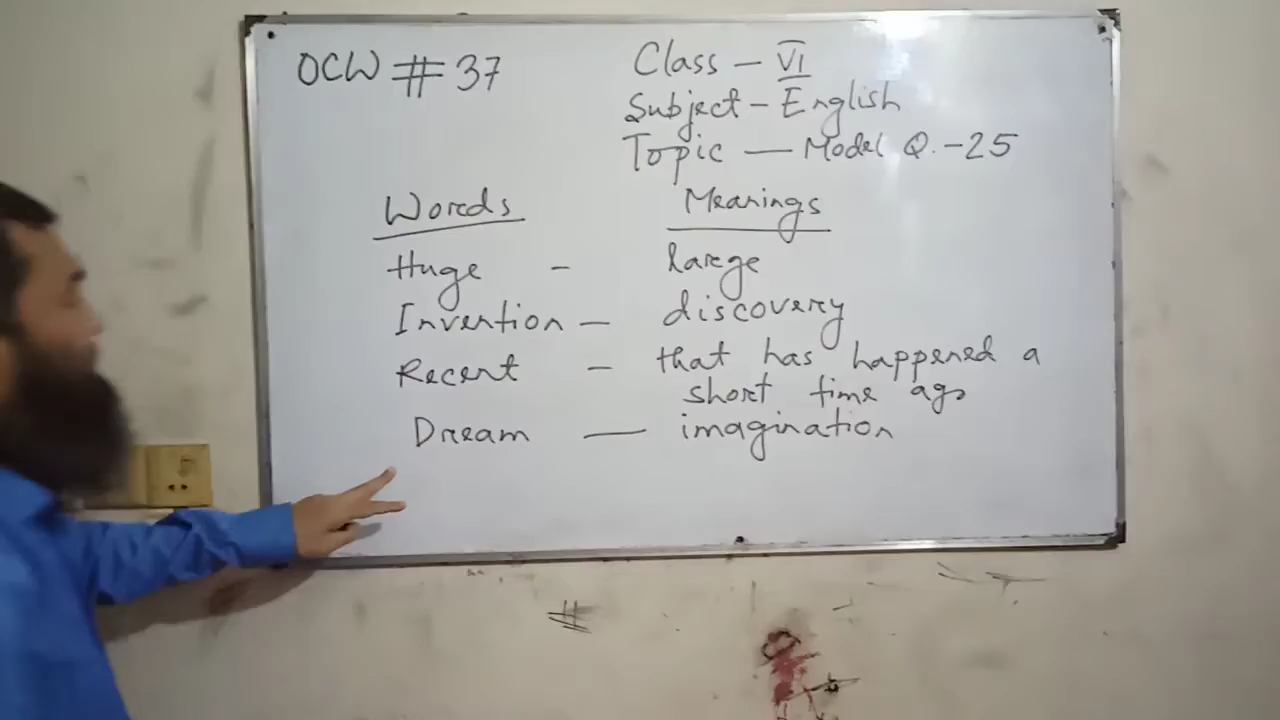 OCW # 37
Class - VI
Subject - English
Topic — Model Q. - 25
Words Meanings
Huge - large
Invention - discovery
Recent - that has happened a
short time ago
Dream — imagination